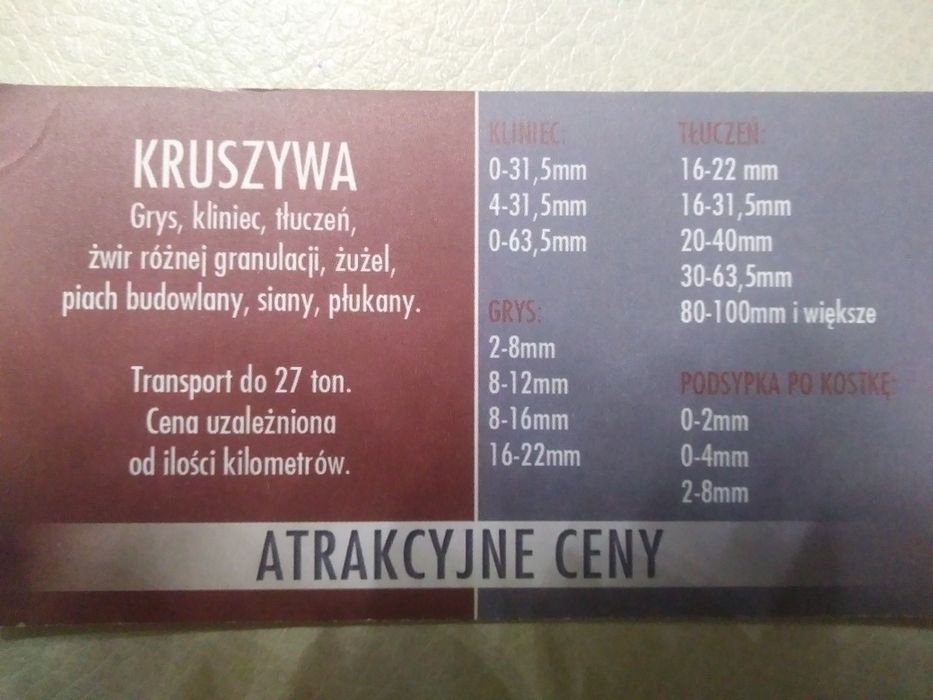 KRUSZYWA
Grys, kliniec, tłuczeń,
żwir różnej granulacji, żużel,
piach budowlany, siany, płukany.
Transport do 27 ton.
Cena uzależniona
od ilości kilometrów.
KLINIEC:
0-31,5mm
4-31,5mm
0-63,5mm
GRYS:
2-8mm
8-12mm
8-16mm
16-22mm
TŁUCZEŃ:
16-22 mm
16-31,5mm
20-40mm
30-63,5mm
80-100mm i większe
PODSYPKA PO KOSTKĘ:
0-2mm
0-4mm
2-8mm
ATRAKCYJNE CENY